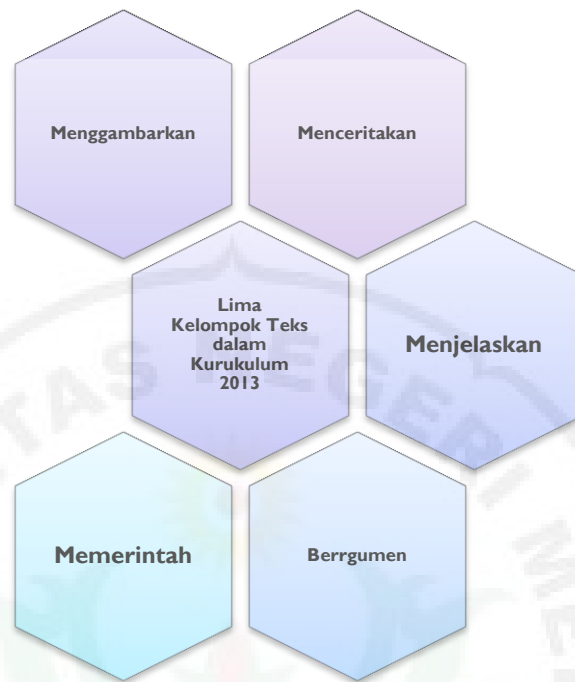 Menggambarkan
Menceritakan
Lima
Kelompok Teks
dalam
Kurukulum
2013
Menjelaskan
Memerintah
Berrgumen